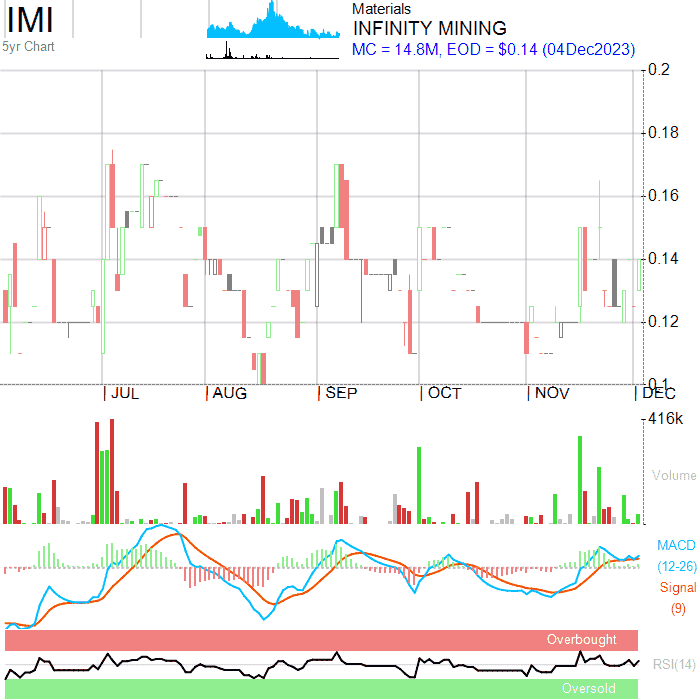 IMI
5yr Chart
Materials
INFINITY MINING
MC = 14.8M, EOD = $0.14 (04Dec2023)
0.2
0.18
0.16
0.14
0.12
0.1
JUL AUG SEP OCT NOV DEC
416k
Volume
MACD
(12-26)
Signal
(9)
Overbought
RSI(14)
Oversold